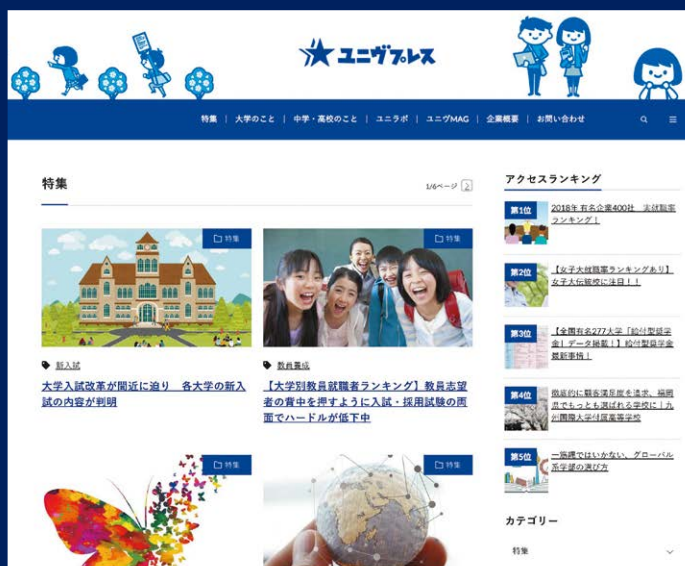 ユニヴプレス
特集 | 大学のこと | 中学・高校のこと | ユニラボ | ユニヴMAG | 企業概要 | お問い合わせ
特集
1/6ページ
特集
新入試
大学入試改革が間近に迫り 各大学の新入
試の内容が判明
特集
教員養成
【大学別教員就職者ランキング】教員志望
者の背中を押すように入試・採用試験の両
面でハードルが低下中
特集
特集
アクセスランキング
第1位
2018年 有名企業400社 実就職率
ランキング!
第2位
【女子大就職率ランキングあり】
女子大伝統校に注目!!
第3位
【全国有名277大学「給付型奨学
金」データ掲載!】給付型奨学金
最新事情!
第4位
徹底的に顧客満足度を追求、福岡
県でもっとも選ばれる学校に|九
州国際大学付属高等学校
第5位
一筋縄ではいかない、グローバル
系学部の選び方
カテゴリー
特集